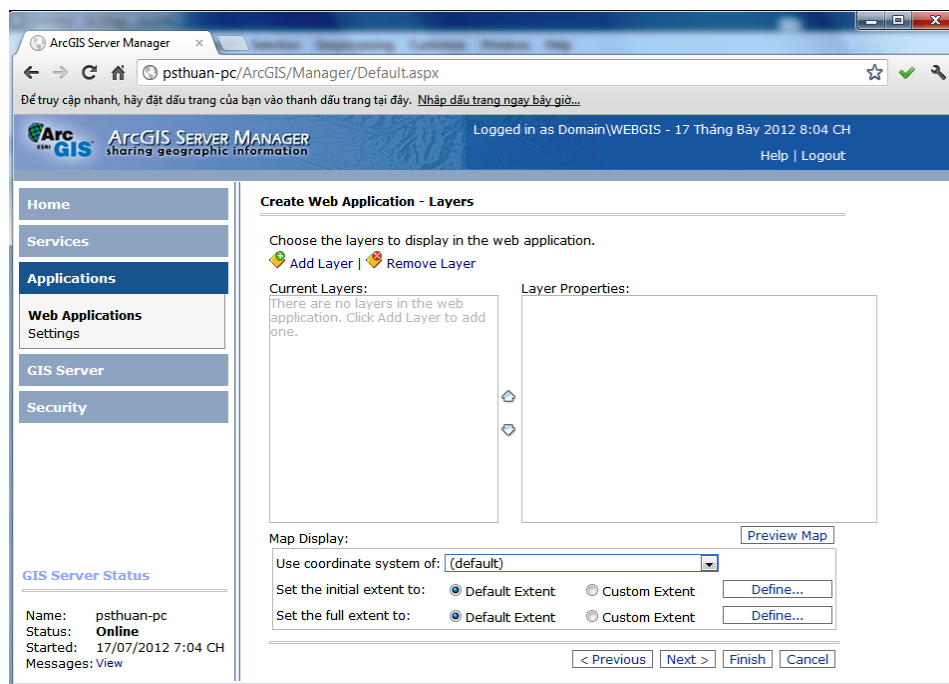 ArcGIS Server Manager
psthuan-pc/ArcGIS/Manager/Default.aspx
Để truy cập nhanh, hãy đặt dấu trang của bạn vào thanh dấu trang tại đây. Nhập dấu trang ngay bây giờ...
Arc GIS ESRI
ARCGIS SERVER MANAGER
sharing geographic information
Logged in as Domain\WEBGIS - 17 Tháng Bảy 2012 8:04 CH
Help | Logout
Home
Services
Applications
Web Applications
Settings
GIS Server
Security
GIS Server Status
Name: psthuan-pc
Status: Online
Started: 17/07/2012 7:04 CH
Messages: View
Create Web Application - Layers
Choose the layers to display in the web application.
Add Layer | Remove Layer
Current Layers: Layer Properties:
There are no layers in the web
application. Click Add Layer to add
one.
Preview Map
Map Display:
Use coordinate system of: (default)
Set the initial extent to: Default Extent Custom Extent Define...
Set the full extent to: Default Extent Custom Extent Define...
< Previous Next > Finish Cancel